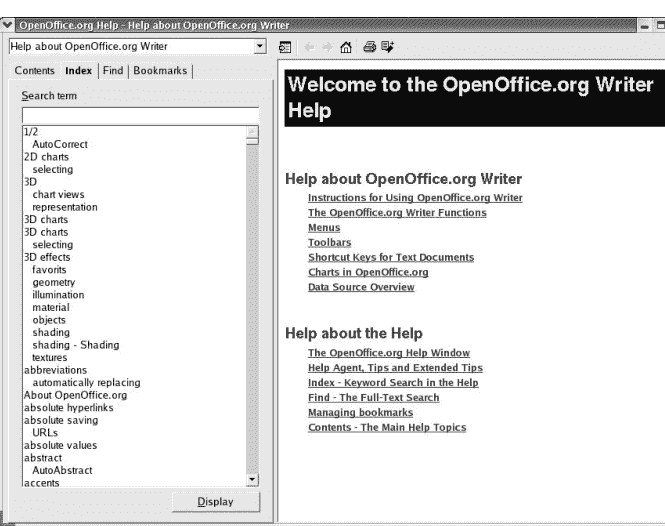 OpenOffice.org Help - Help about OpenOffice.org Writer
Help about OpenOffice.org Writer
Contents Index Find Bookmarks
Search term
1/2
AutoCorrect
2D charts
selecting
3D
chart views
representation
3D charts
3D charts
selecting
3D effects
favorits
geometry
illumination
material
objects
shading
shading - Shading
textures
abbreviations
automatically replacing
About OpenOffice.org
absolute hyperlinks
absolute saving
URLs
absolute values
abstract
AutoAbstract
accents
Display
Welcome to the OpenOffice.org Writer
Help
Help about OpenOffice.org Writer
Instructions for Using OpenOffice.org Writer
The OpenOffice.org Writer Functions
Menus
Toolbars
Shortcut Keys for Text Documents
Charts in OpenOffice.org
Data Source Overview
Help about the Help
The OpenOffice.org Help Window
Help Agent, Tips and Extended Tips
Index - Keyword Search in the Help
Find - The Full-Text Search
Managing bookmarks
Contents - The Main Help Topics